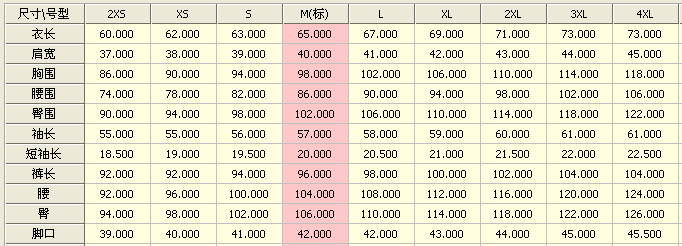 尺寸\号型 2XS XS S M(标) L XL 2XL 3XL 4XL
衣长 60.000 62.000 63.000 65.000 67.000 69.000 71.000 73.000 73.000
肩宽 37.000 38.000 39.000 40.000 41.000 42.000 43.000 44.000 45.000
胸围 86.000 90.000 94.000 98.000 102.000 106.000 110.000 114.000 118.000
腰围 74.000 78.000 82.000 86.000 90.000 94.000 98.000 102.000 106.000
臀围 90.000 94.000 98.000 102.000 106.000 110.000 114.000 118.000 122.000
袖长 55.000 55.000 56.000 57.000 58.000 59.000 60.000 61.000 61.000
短袖长 18.500 19.000 19.500 20.000 20.500 21.000 21.500 22.000 22.500
裤长 92.000 92.000 94.000 96.000 98.000 100.000 102.000 104.000 104.000
腰 92.000 96.000 100.000 104.000 108.000 112.000 116.000 120.000 124.000
臀 94.000 98.000 102.000 106.000 110.000 114.000 118.000 122.000 126.000
脚口 39.000 40.000 41.000 42.000 42.000 43.000 44.000 45.000 45.500